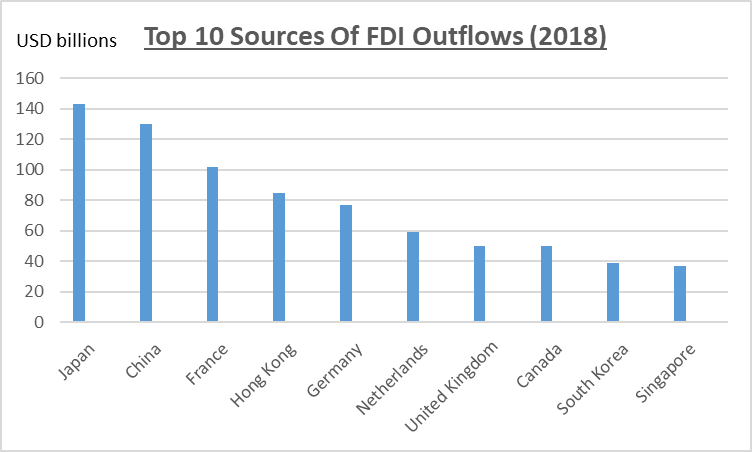 USD billions
Top 10 Sources Of FDI Outflows (2018)
160
140
120
100
80
60
40
20
0
Japan
China
France
Hong Kong
Germany
Netherlands
United Kingdom
Canada
South Korea
Singapore